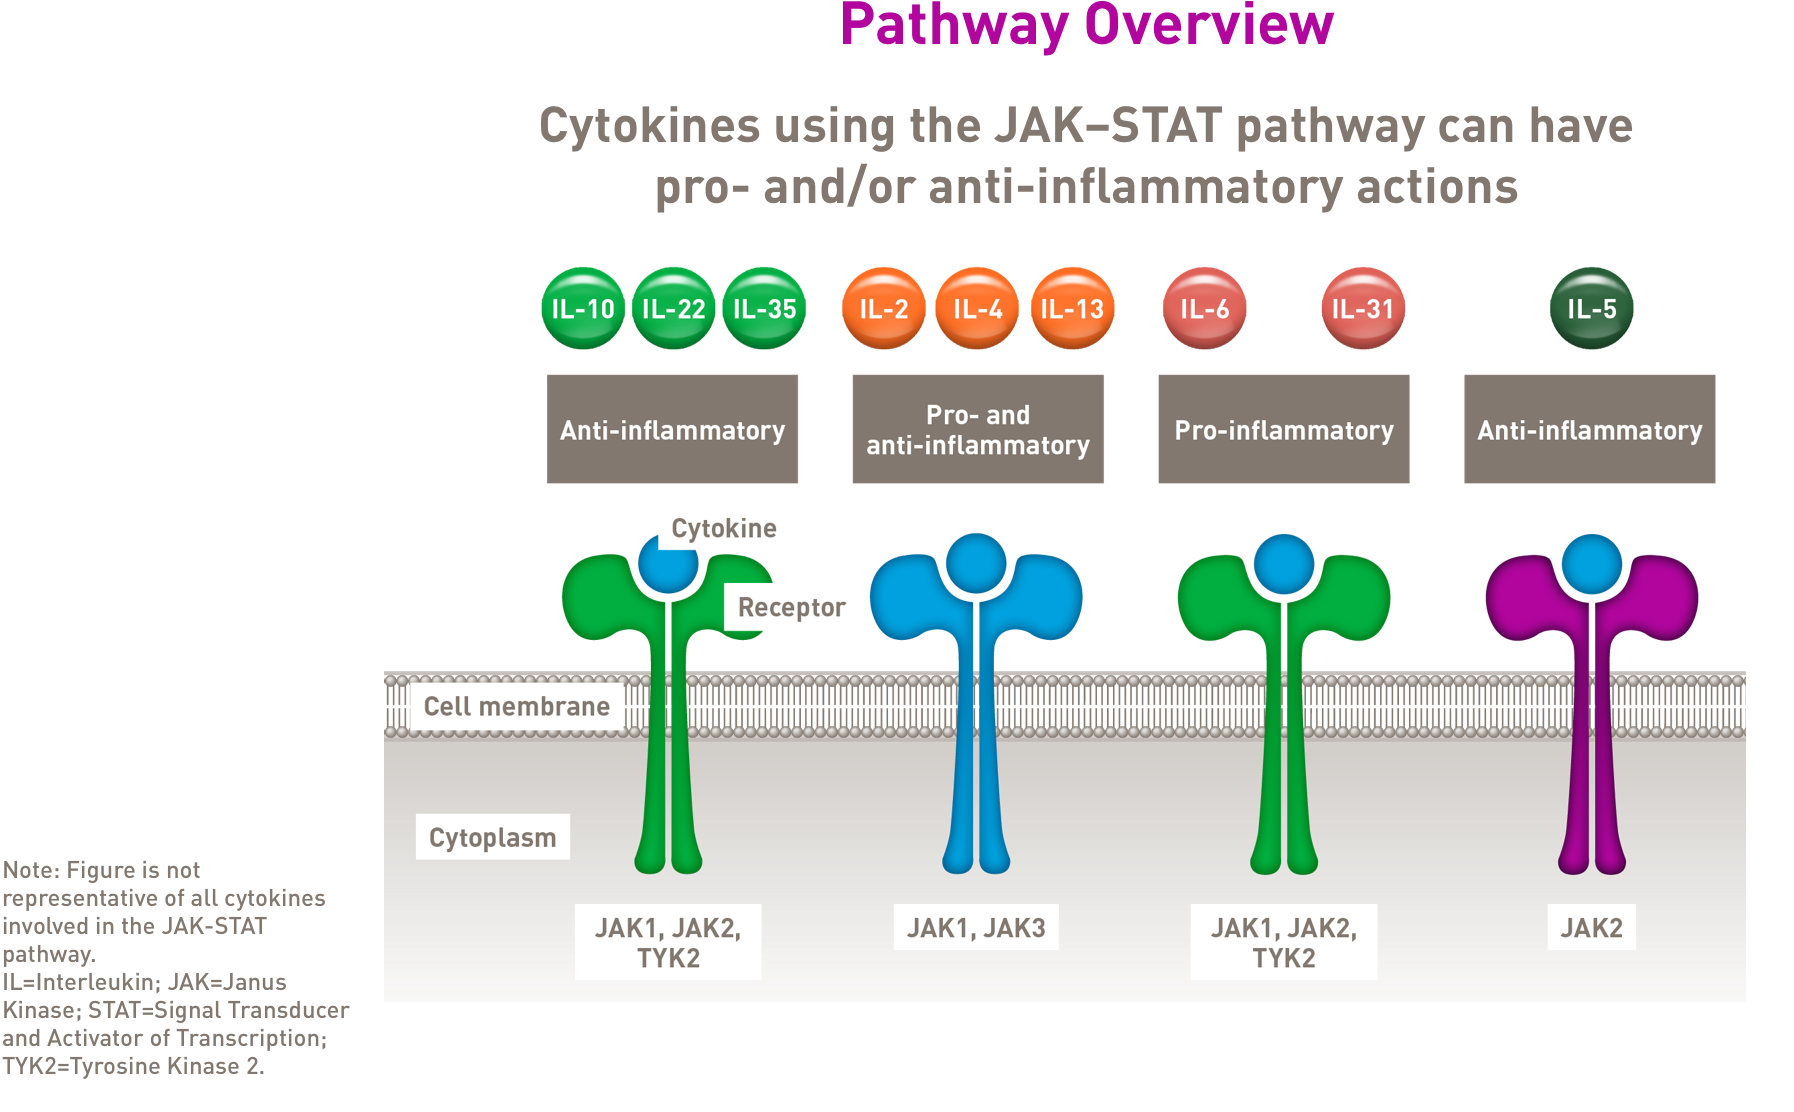 Pathway Overview
Cytokines using the JAK–STAT pathway can have
pro- and/or anti-inflammatory actions
IL-10 IL-22 IL-35 IL-2 IL-4 IL-13 IL-6 IL-31 IL-5
Anti-inflammatory
Pro- and
anti-inflammatory
Pro-inflammatory
Anti-inflammatory
Cytokine
Receptor
Cell membrane
Cytoplasm
JAK1, JAK2,
TYK2
JAK1, JAK3
JAK1, JAK2,
TYK2
JAK2
Note: Figure is not
representative of all cytokines
involved in the JAK-STAT
pathway.
IL=Interleukin; JAK=Janus
Kinase; STAT=Signal Transducer
and Activator of Transcription;
TYK2=Tyrosine Kinase 2.